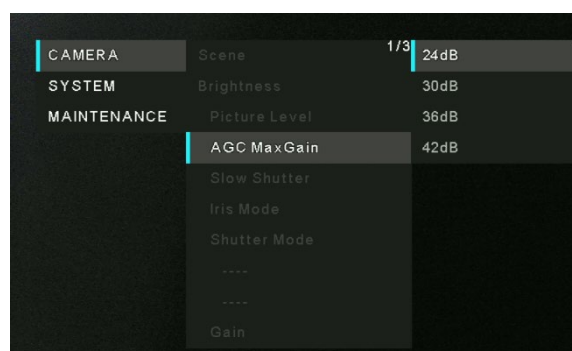 CAMERA
SYSTEM
MAINTENANCE
Scene
1/3
Brightness
Picture Level
AGC MaxGain
Slow Shutter
Iris Mode
Shutter Mode
----
----
Gain
24dB
30dB
36dB
42dB